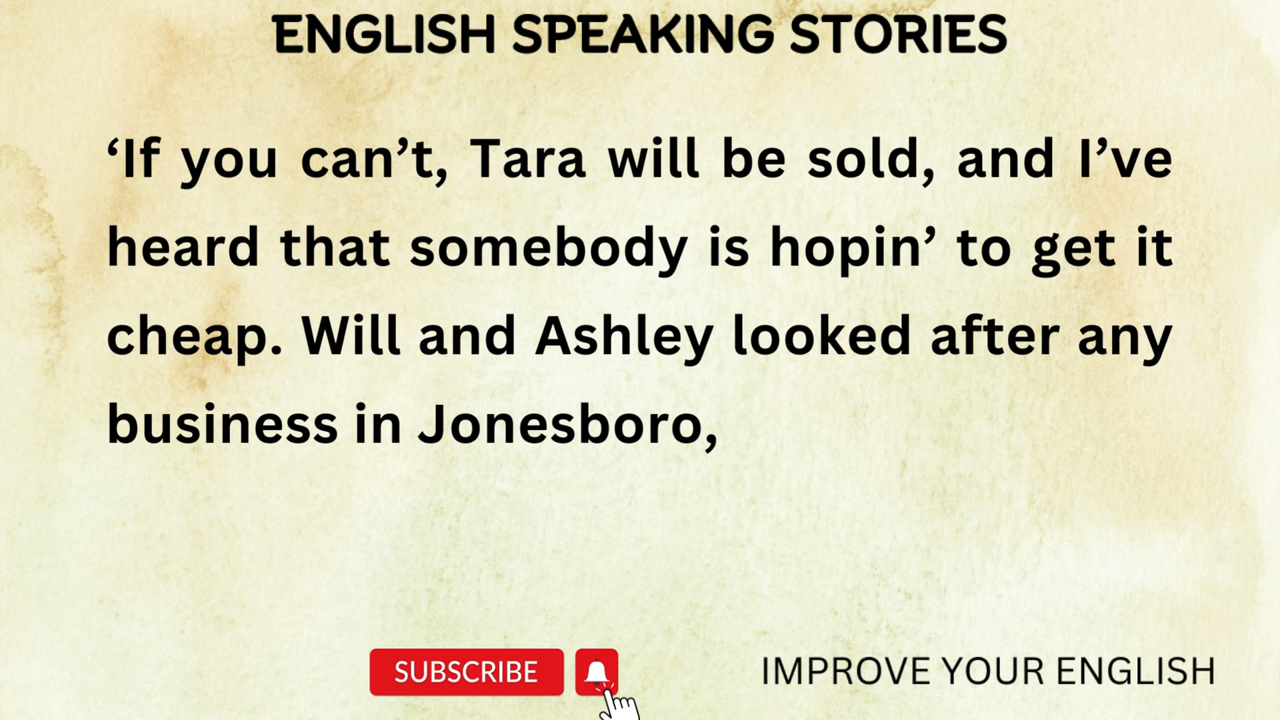 ENGLISH SPEAKING STORIES
‘If you can’t, Tara will be sold, and I’ve
heard that somebody is hopin’ to get it
cheap. Will and Ashley looked after any
business in Jonesboro,
SUBSCRIBE
IMPROVE YOUR ENGLISH